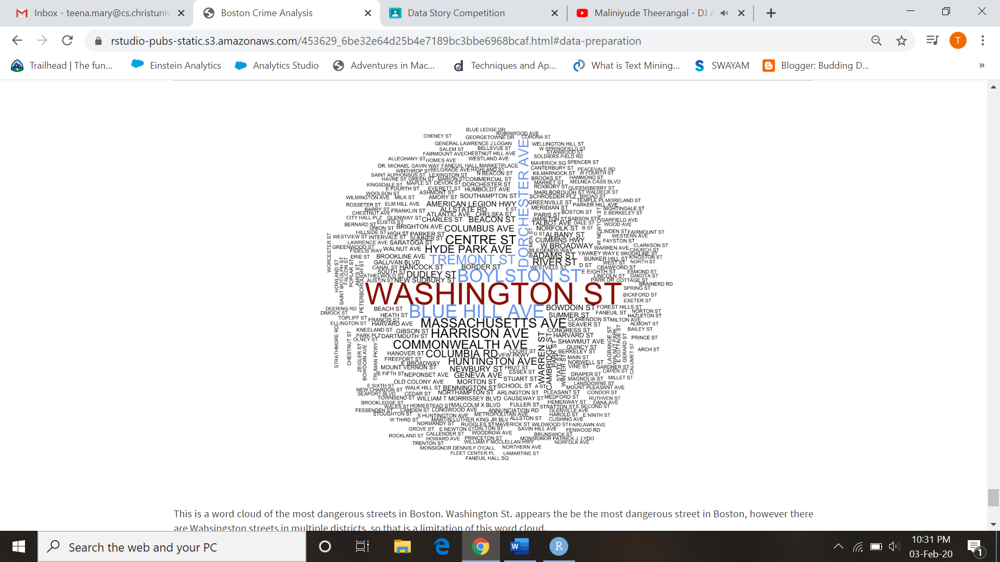 Inbox - teena.mary@cs.christuniv
Boston Crime Analysis
Data Story Competition
Maliniyude Theerangal - DJ A
rstudio-pubs-static.s3.amazonaws.com/453629_6be32e64d25b4e7189bc3bbe6968bcaf.html#data-preparation
T
Trailhead | The fun...
Einstein Analytics
Analytics Studio
Adventures in Mac...
Techniques and Ap...
What is Text Mining...
SWAYAM
Blogger: Budding D...
»
BLUE LEDGE DR
ROBINWOOD AVE
CHENEY ST
GEORGETOWNE DR
CORONA ST
GENERAL LAWRENCE J LOGAN
WELLINGTON HILL ST
SALEM ST
BELLEVUE ST
W SPRINGFIELD ST
STANWOOD ST
FAIRMOUNT AVE
CHESTNUT HILL AVE
SOLDIERS FIELD RD
ALLEGHANY ST
HOMES AVE
WESTLAND AVE
MAVERICK SQ
SPENCER ST
DR. MICHAEL GAVIN WAY
FANEUIL HALL MARKETPLACE
CANTERBURY ST
PEACEVALE RD
WINTHROP ST
BELGRADE AVE
HIGHLAND ST
N BEACON ST
KILMARNOCK ST
W FOURTH ST
SAINT ALPHONSUS ST
LEXINGTON ST
HAVRE ST
GREEN ST
MARION ST
COMMERCIAL ST
BROOKS ST
HAMMOND ST
KINGSDALE ST
MAPLE ST
DEVON ST
DORCHESTER ST
MARKET ST
MELNEA CASS BLVD
E FOURTH ST
EVERETT ST
HUMBOLDT AVE
ROXBURY ST
QUEENSBERRY ST
WOOLSON ST
ASHMONT ST
MARLBOROUGH ST
WALDECK ST
WILMINGTON AVE
MILK ST
AMORY ST
SOUTHAMPTON ST
SCHROEDER PLZ
BROAD ST
TEMPLE PL
MORELAND ST
ROSSETER ST
ELM HILL AVE
AMERICAN LEGION HWY
GREENVILLE ST
PARKER HILL AVE
BARRY ST
FRANKLIN ST
ALLSTATE RD
E ST
MERIDIAN ST
NIGHTINGALE ST
CHESTNUT AVE
ATLANTIC AVE
CHELSEA ST
PARIS ST
BOSTON ST
E BERKELEY ST
CITY HALL PLZ
GLENWAY ST
CHARLES ST
BEACON ST
HAMILTON ST
BABSON ST
GARFIELD AVE
BERNARD ST
EUSTIS ST
TALBOT AVE
DALE ST
WOOD AVE
UNION ST
BRIGHTON AVE
COLUMBUS AVE
NORFOLK ST
B ST
W NEWTON ST
LINDEN ST
FAIRMOUNT ST
HILLSIDE ST
HIGH ST
PARKER ST
G ST
ALBANY ST
WESTERN AVE
WESTVIEW ST
INTERVALE ST
SUMNER ST
CENTRE ST
CUMMINS HWY
FAYSTON ST
LAWRENCE AVE
SARATOGA ST
W BROADWAY
CLARKSON ST
GREENWOOD ST
FIDELIS WAY
WALNUT AVE
HYDE PARK AVE
BREMEN ST
LEGENDS WAY
WARREN AVE
CHURCH ST
ERIE ST
BROOKLINE AVE
TREMONT ST
DORCHESTER AVE
ADAMS ST
YAWKEY WAY
E BROOKLINE ST
KINGSTON ST
GALLIVAN BLVD
RIVER ST
BUNKER HILL ST
WEST ST
NORTH ST
CANAL ST
HANCOCK ST
BORDER ST
WESTVILLE ST
D ST
CRAWFORD ST
SOUTH ST
DUDLEY ST
BOYLSTON ST
E EIGHTH ST
ESMOND ST
ATHELWOLD ST
LINCOLN ST
DAKOTA ST
AUSTIN ST
NEW SUDBURY ST
PARK DR
COTTAGE ST
WORCESTER ST
HOWLAND ST
SAINT BOTOLPH ST
FALCON ST
POPLAR ST
AMES ST
PETERBOROUGH ST
BRAINERD RD
WASHINGTON ST
SPRING ST
BICKFORD ST
EXETER ST
DEERING RD
BEACH ST
BLUE HILL AVE
BOWDOIN ST
FOREST HILLS ST
DIMOCK ST
HEATH ST
SUMMER ST
FANEUIL ST
NORTON ST
HAZLETON ST
TOPLIFF ST
FRANCIS ST
MASSACHUSETTS AVE
CLARENDON ST
MILTON AVE
ELLINGTON ST
HARVARD AVE
SEAVER ST
ALMONT ST
KNEELAND ST
GIBSON ST
HARRISON AVE
CONGRESS ST
BAILEY ST
PARK PLZ
DARTMOUTH ST
HARVARD ST
PRINCE ST
OLNEY ST
COMMONWEALTH AVE
SHAWMUT AVE
QUINCY ST
ARCH ST
HANOVER ST
COLUMBIA RD
COURT ST
VFW PKWY
BERKELEY ST
FREEPORT ST
HUNTINGTON AVE
MAIN ST
E BROADWAY
NORWELL ST
MOUNT VERNON ST
NEWBURY ST
FRUIT ST
VINE ST
GARDNER ST
STRATHMORE RD
CHESTNUT ST
ZEIGLER ST
BOWDOIN AVE
TRUMAN PKWY
WARREN ST
CAMBRIDGE ST
PARK ST
STATE ST
WINTER ST
LAGRANGE ST
WALNUT PARK
E COTTAGE ST
GERARD ST
CALUMET ST
E FIFTH ST
NEPONSET AVE
GENEVA AVE
ESSEX ST
DRAPER ST
CAPEN ST
OLD COLONY AVE
MORTON ST
STUART ST
MAGNOLIA ST
MILLET ST
E SIXTH ST
LANSDOWNE ST
NEW CHARDON ST
WALK HILL ST
BENNINGTON ST
SCHOOL ST
A ST
MOUNT PLEASANT AVE
SEAPORT BLVD
CEDAR ST
NORTHAMPTON ST
ARLINGTON ST
PLEASANT ST
CONDOR ST
TOWNSEND ST
WILLIAM T MORRISSEY BLVD
CAUSEWAY ST
MEDFORD ST
RUTHVEN ST
BROOKLEDGE ST
HEMENWAY ST
DANA AVE
WALES ST
HOMESTEAD ST
MALCOLM X BLVD
FULLER ST
STRATTON ST
E SECOND ST
FESSENDEN ST
CAMDEN ST
LONGWOOD AVE
ANNUNCIATION RD
GLENVILLE AVE
STOUGHTON ST
S HUNTINGTON AVE
METROPOLITAN AVE
HAROLD ST
E NINTH ST
W THIRD ST
MARTIN LUTHER KING JR BLV
ALLSTON ST
CUSHING AVE
NORMANDY ST
RUGGLES ST
MAVERICK ST
WILDWOOD ST
FAIRLAWN AVE
GROVE ST
E NEWTON ST
DALTON ST
SAVIN HILL AVE
FENWOOD RD
CALLENDER ST
WOODROW AVE
BRUNSWICK ST
ROCKLAND ST
HOWARD AVE
PRINCETON ST
MONSIGNOR PATRICK J LYDO
TRENTON ST
WILLIAM F MCCLELLAN HWY
NORFOLK AVE
MONSIGNOR DENNIS F O'CALL
NORTHERN AVE
FLEET CENTER PL
LAMARTINE ST
FANEUIL HALL SQ
This is a word cloud of the most dangerous streets in Boston. Washington St. appears the be the most dangerous street in Boston, however there
are Wahsingston streets in multiple districts, so that is a limitation of this word cloud.
Search the web and your PC
10:31 PM
03-Feb-20
1